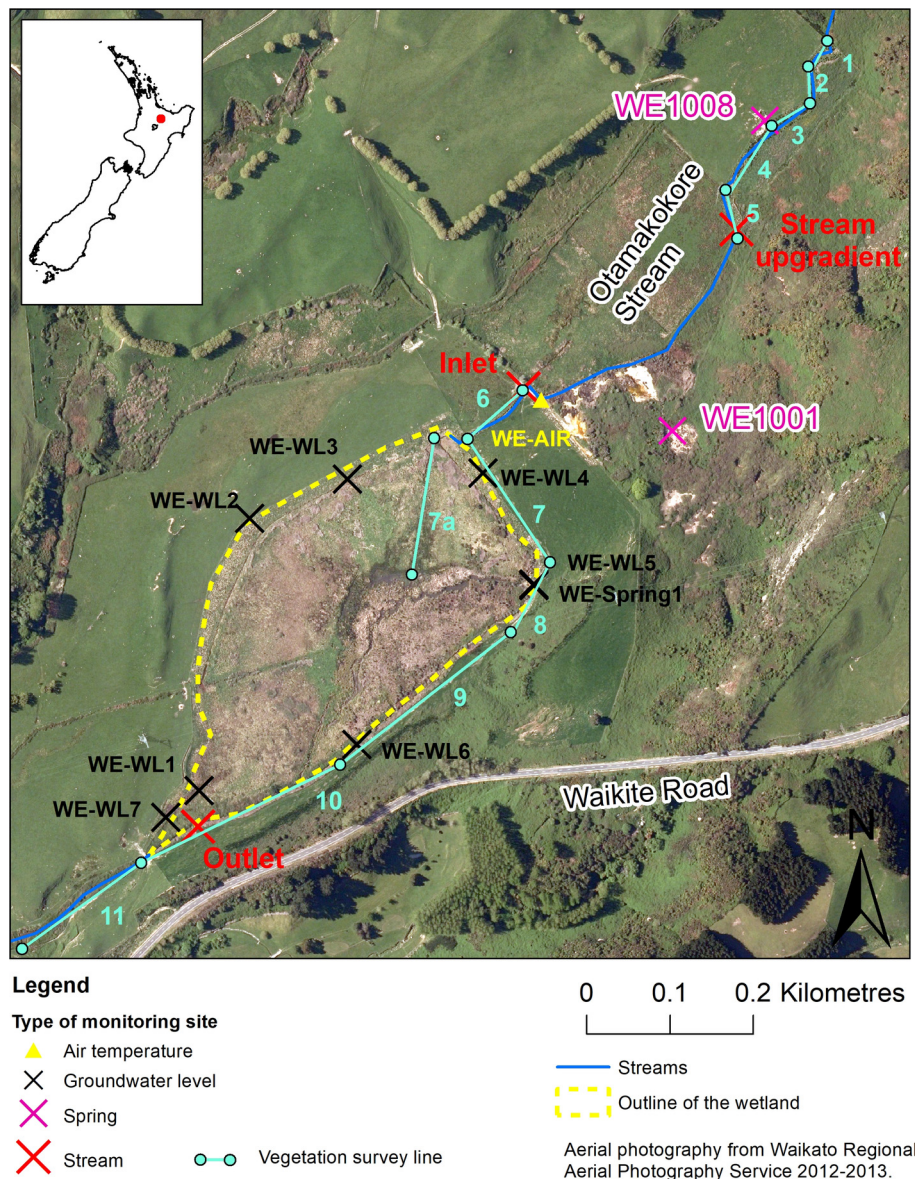 1
2
WE1008
3
4
5
Stream
upgradient
Otamakokore
Stream
Inlet
6
WE1001
WE-AIR
WE-WL3
WE-WL4
WE-WL2
7
7a
WE-WL5
WE-Spring1
8
9
WE-WL6
WE-WL1
10
Waikite Road
WE-WL7
Outlet
N
11
Legend
Type of monitoring site
Air temperature
Groundwater level
Spring
Stream
Vegetation survey line
0 0.1 0.2 Kilometres
Streams
Outline of the wetland
Aerial photography from Waikato Regional
Aerial Photography Service 2012-2013.